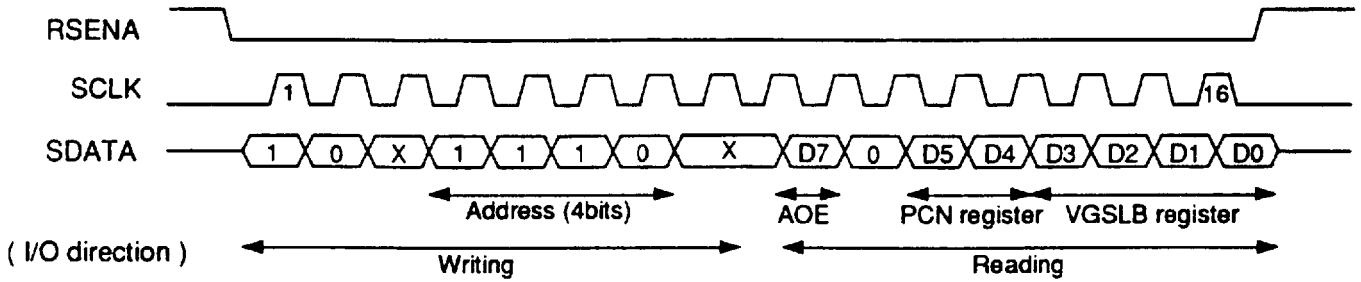 RSENA
SCLK 1 16
SDATA 1 0 X 1 1 1 0 X D7 0 D5 D4 D3 D2 D1 D0
Address (4bits) AOE PCN register VGSLB register
( I/O direction ) Writing Reading